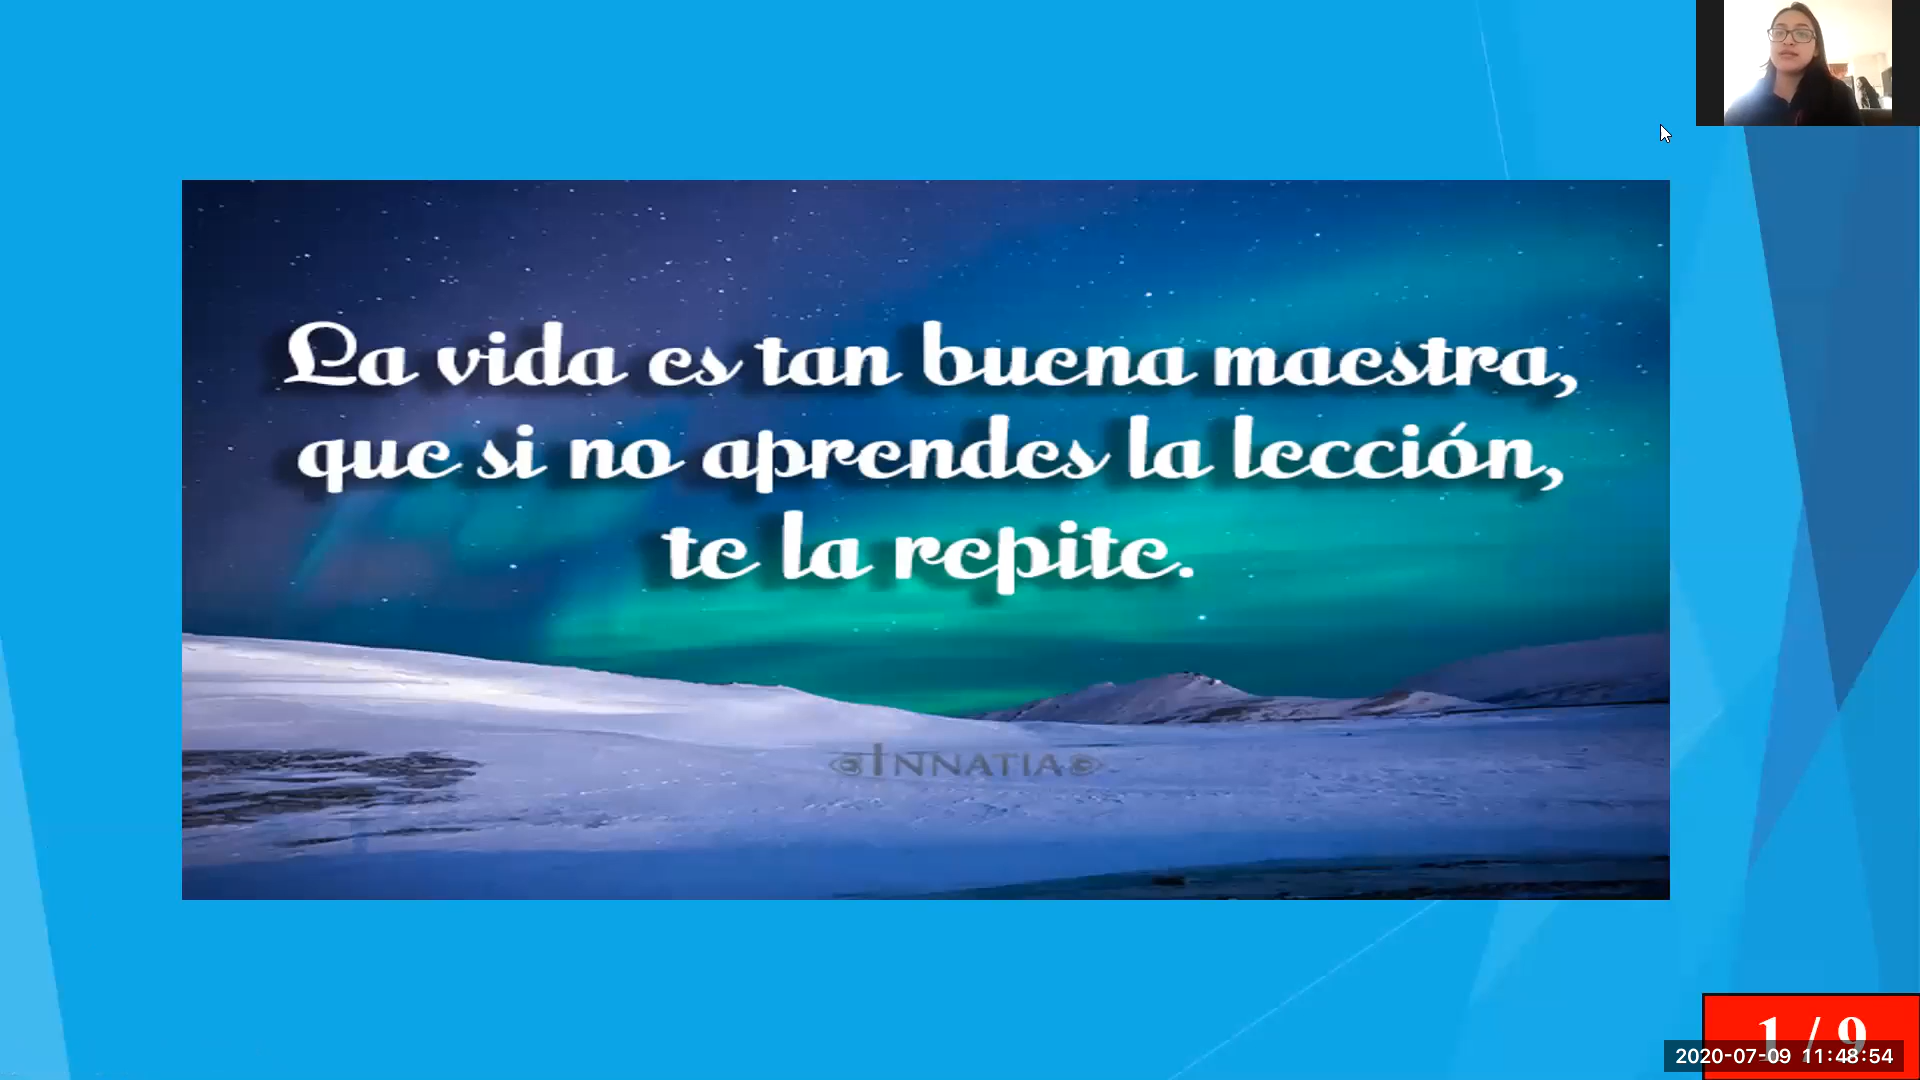 La vida es tan buena maestra,
que si no aprendes la lección,
te la repite.
INNATIA
1 / 9
2020-07-09 11:48:54